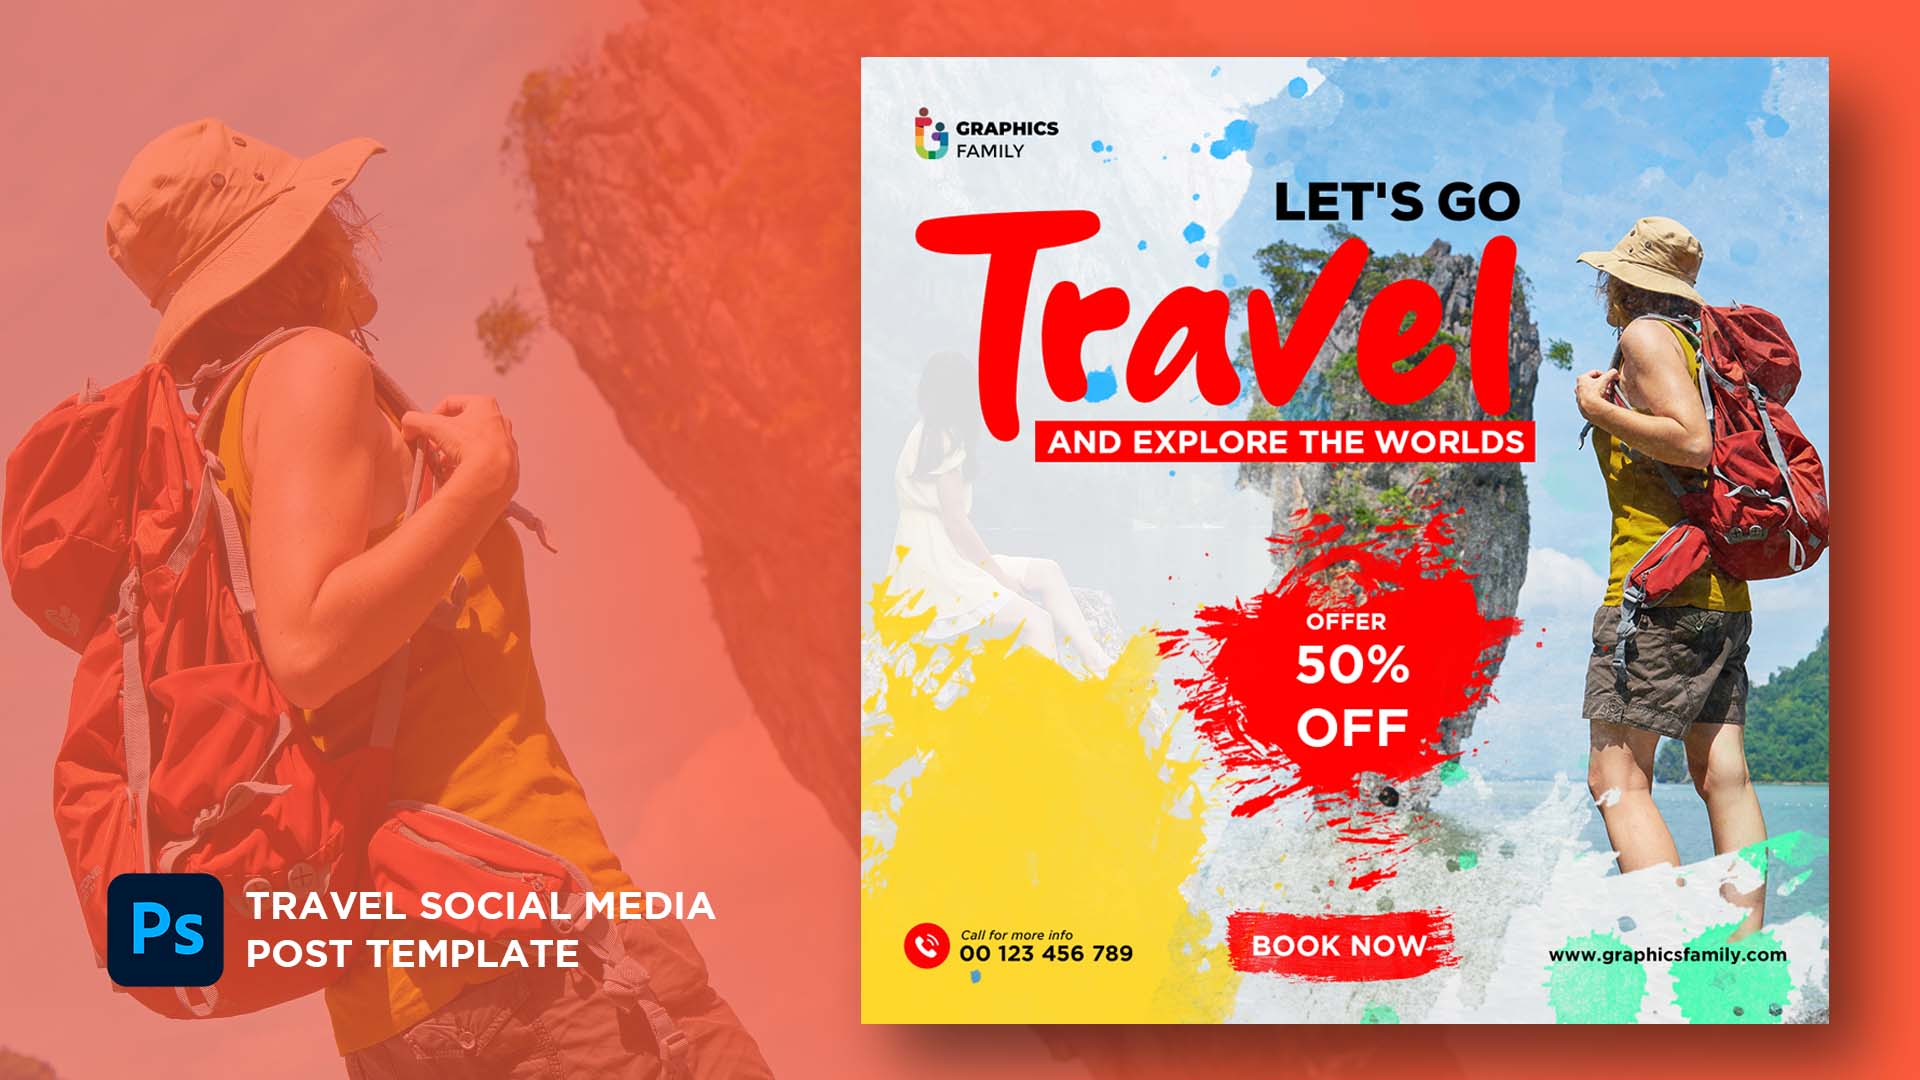 GRAPHICS
FAMILY
LET'S GO
Travel
AND EXPLORE THE WORLDS
OFFER
50%
OFF
Ps
TRAVEL SOCIAL MEDIA
POST TEMPLATE
Call for more info
00 123 456 789
BOOK NOW
www.graphicsfamily.com